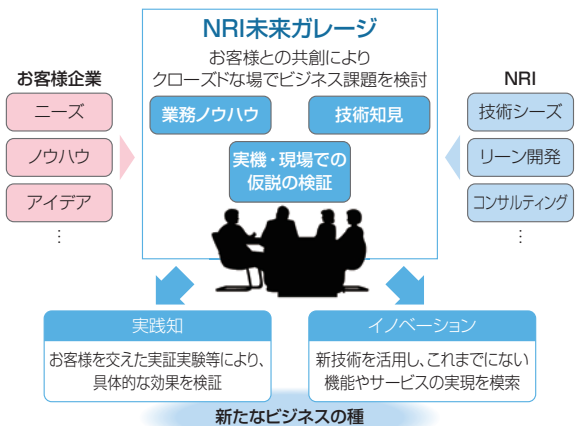 NRI未来ガレージ
お客様との共創により
クローズドな場でビジネス課題を検討
お客様企業
ニーズ
ノウハウ
アイデア
⋮
業務ノウハウ
技術知見
実機・現場での
仮説の検証
NRI
技術シーズ
リーン開発
コンサルティング
⋮
実践知
お客様を交えた実証実験等により、
具体的な効果を検証
イノベーション
新技術を活用し、これまでにない
機能やサービスの実現を模索
新たなビジネスの種